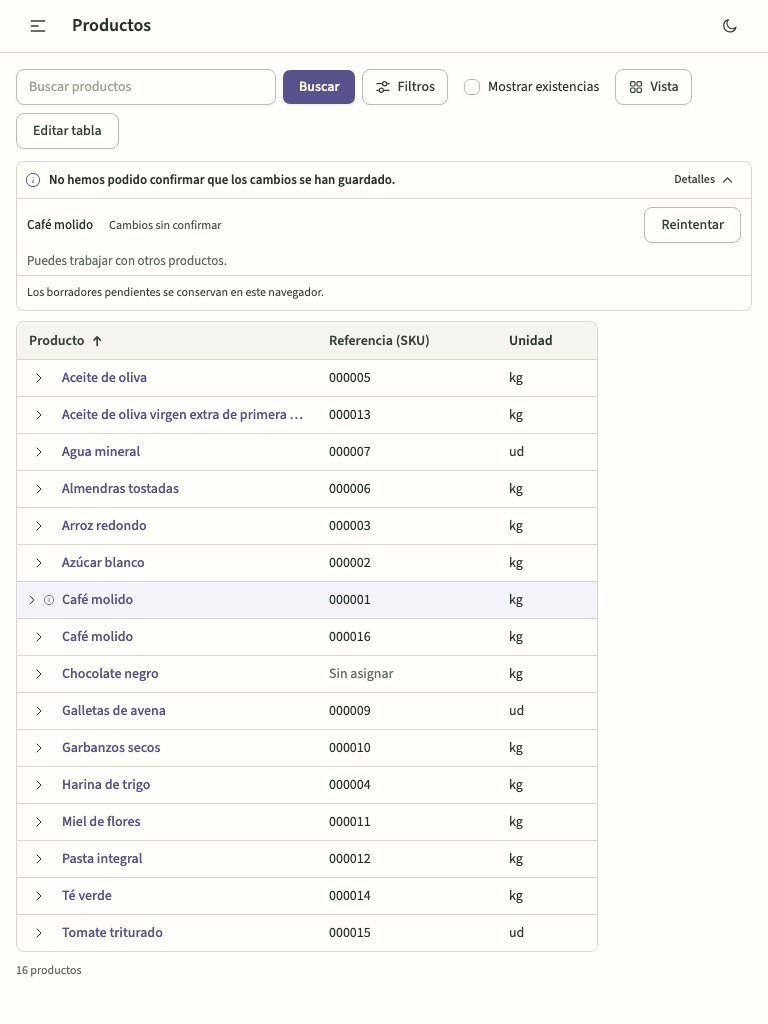 Productos
Buscar productos
Buscar
Filtros
Mostrar existencias
Vista
Editar tabla
No hemos podido confirmar que los cambios se han guardado.
Detalles
Café molido Cambios sin confirmar
Reintentar
Puedes trabajar con otros productos.
Los borradores pendientes se conservan en este navegador.
Producto Referencia (SKU) Unidad
Aceite de oliva 000005 kg
Aceite de oliva virgen extra de primera … 000013 kg
Agua mineral 000007 ud
Almendras tostadas 000006 kg
Arroz redondo 000003 kg
Azúcar blanco 000002 kg
Café molido 000001 kg
Café molido 000016 kg
Chocolate negro Sin asignar kg
Galletas de avena 000009 ud
Garbanzos secos 000010 kg
Harina de trigo 000004 kg
Miel de flores 000011 kg
Pasta integral 000012 kg
Té verde 000014 kg
Tomate triturado 000015 ud
16 productos